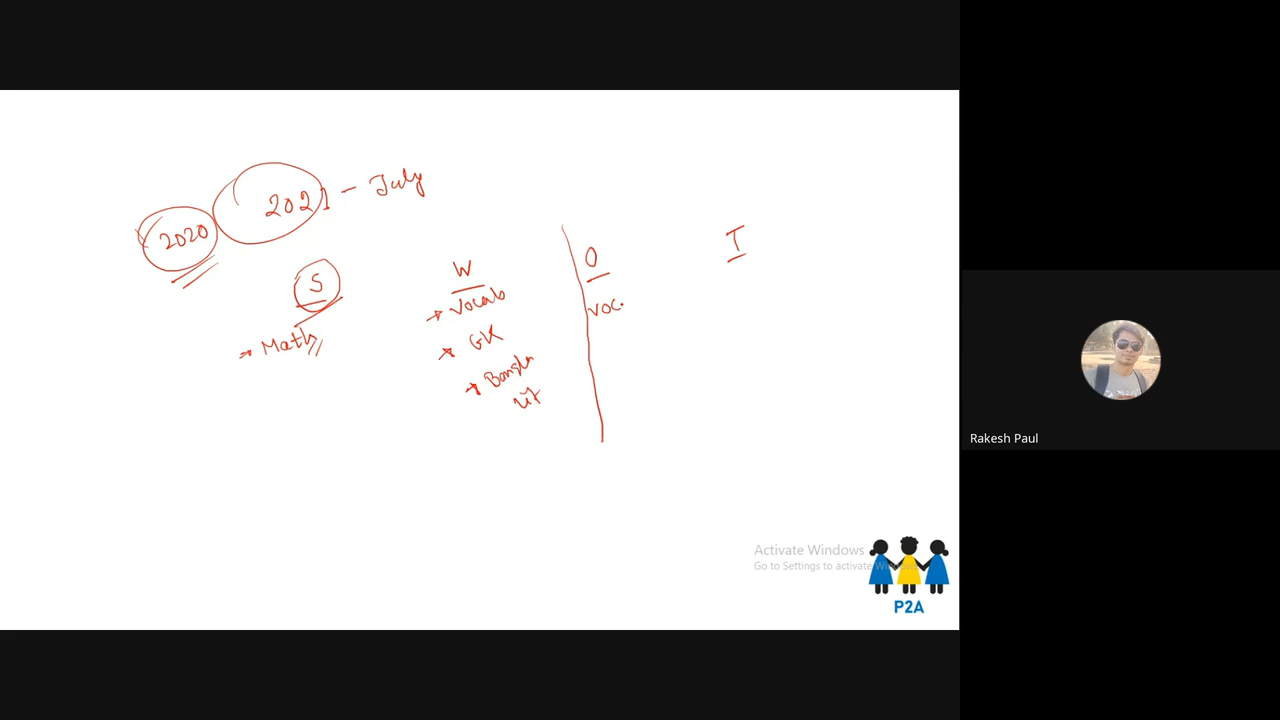 2020
2021 - July
S
→ Math
W
→ Vocab
→ GK
→ Bangla
lit
O
voc.
T
Rakesh Paul
Activate Windows
Go to Settings to activate Windows.
P2A